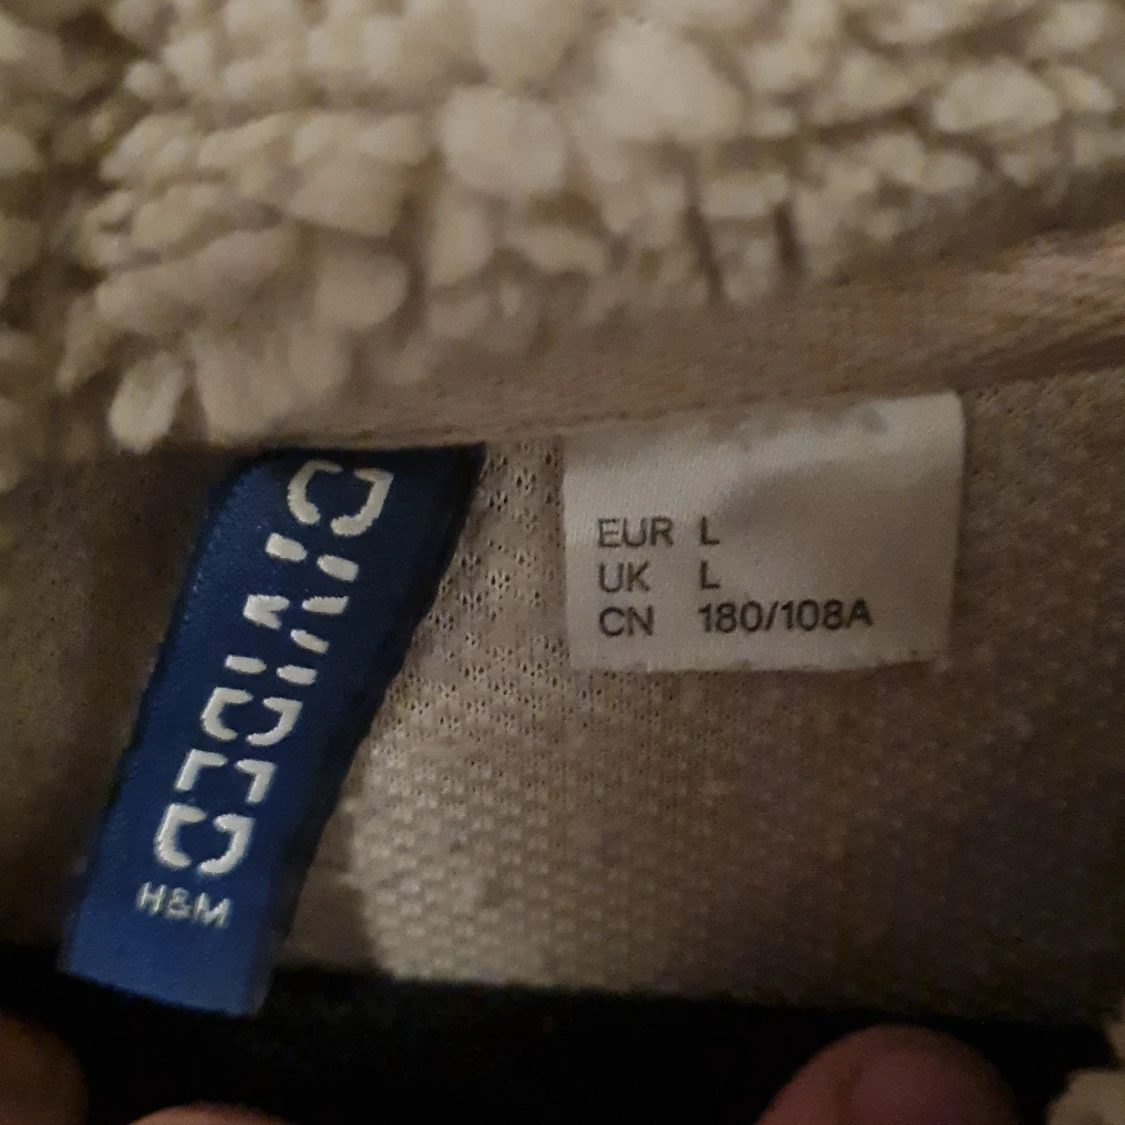 DIVIDED
H&M
EUR L
UK L
CN 180/108A